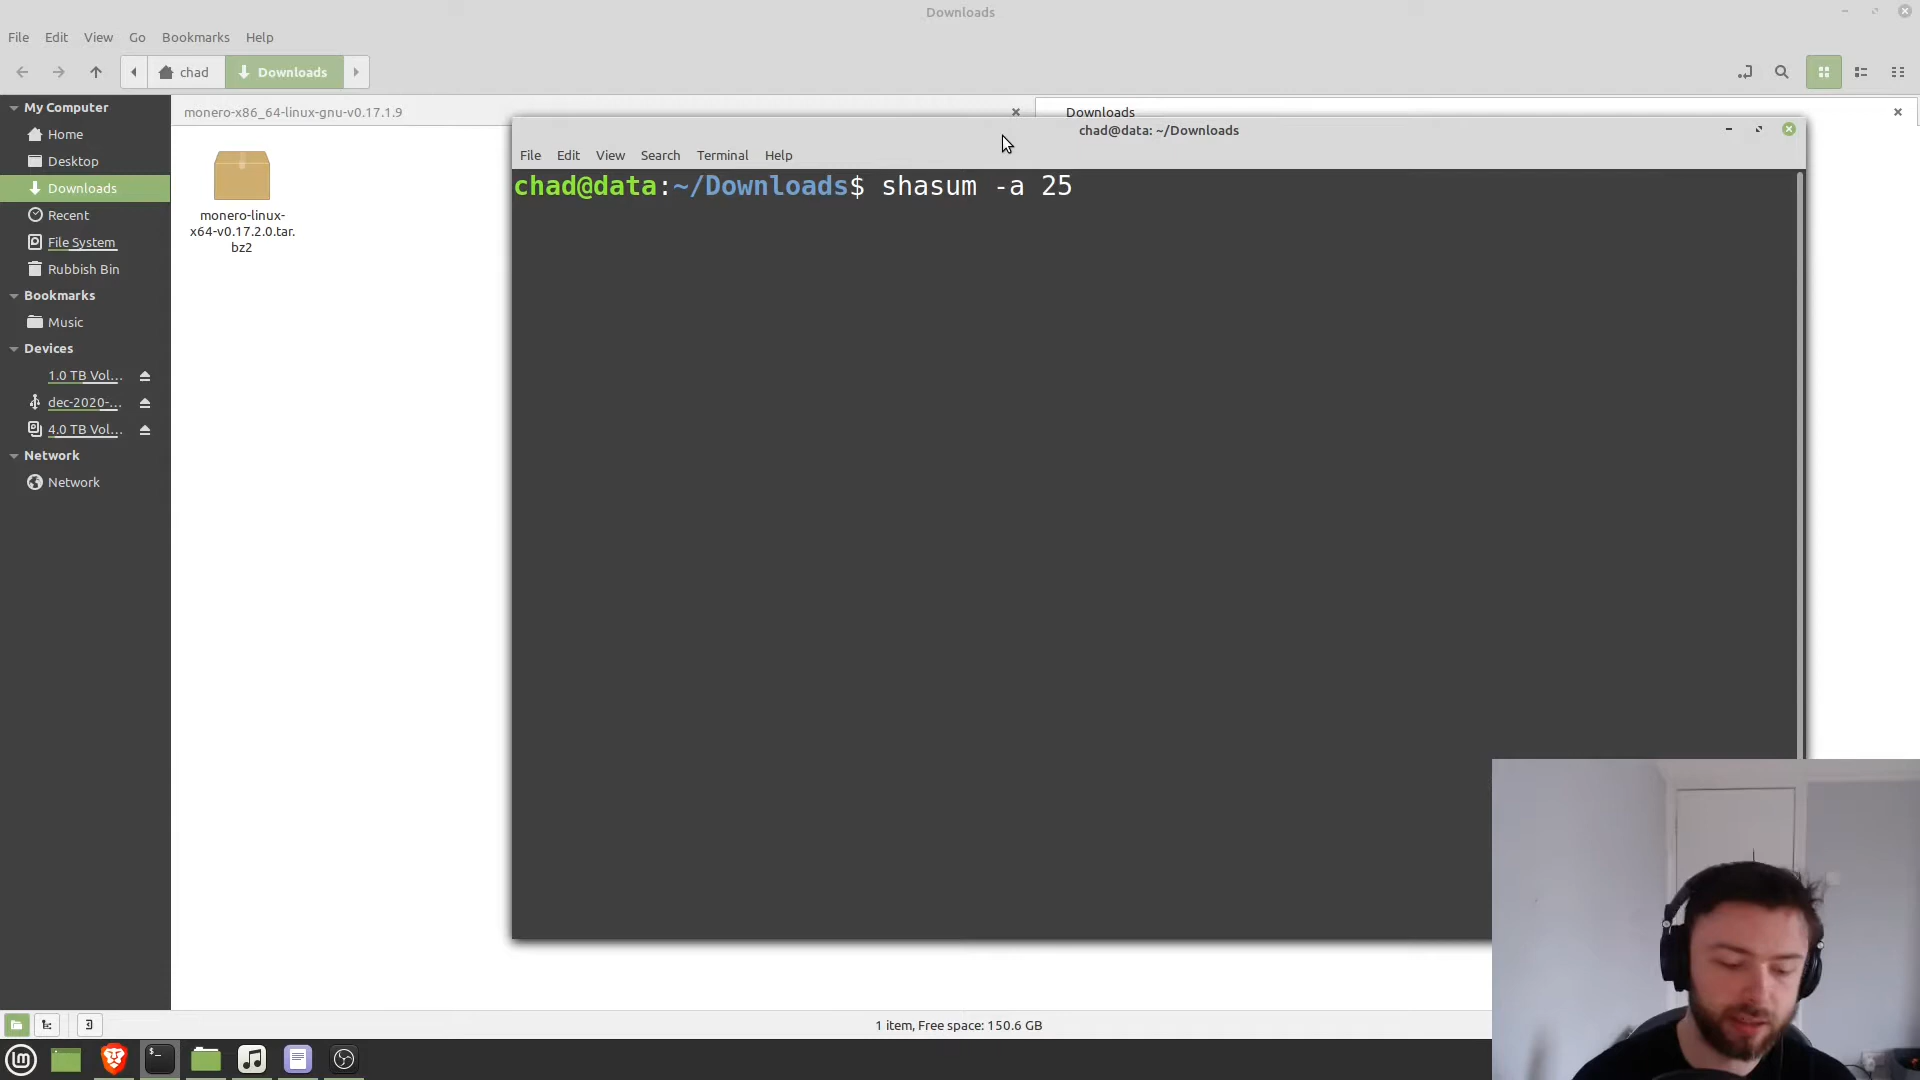 Downloads
File Edit View Go Bookmarks Help
chad Downloads
My Computer
Home
Desktop
Downloads
Recent
File System
Rubbish Bin
Bookmarks
Music
Devices
1.0 TB Vol...
dec-2020-...
4.0 TB Vol...
Network
Network
monero-x86_64-linux-gnu-v0.17.1.9
Downloads
monero-linux-
x64-v0.17.2.0.tar.
bz2
chad@data: ~/Downloads
File Edit View Search Terminal Help
chad@data:~/Downloads$ shasum -a 25
1 item, Free space: 150.6 GB